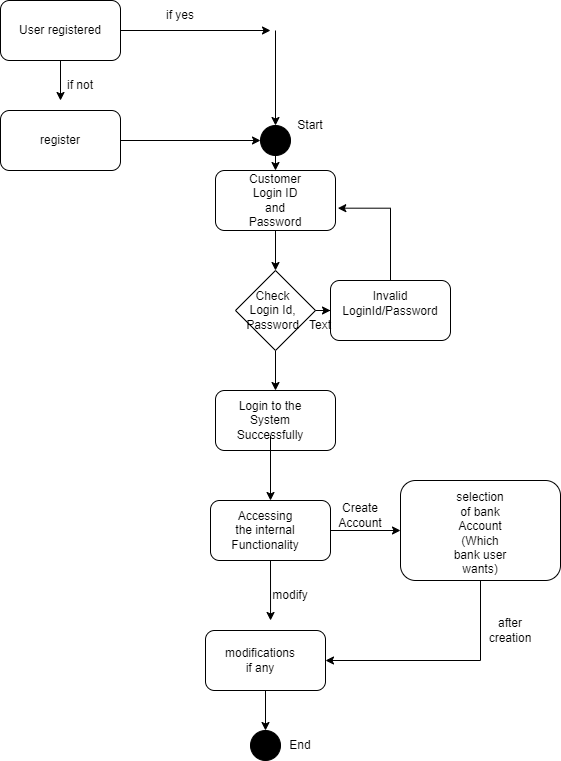 User registered
if yes
if not
register
Start
Customer
Login ID
and
Password
Check
Login Id,
Password
Text
Invalid
LoginId/Password
Login to the
System
Successfully
Accessing
the internal
Functionality
Create
Account
selection
of bank
Account
(Which
bank user
wants)
modify
after
creation
modifications
if any
End